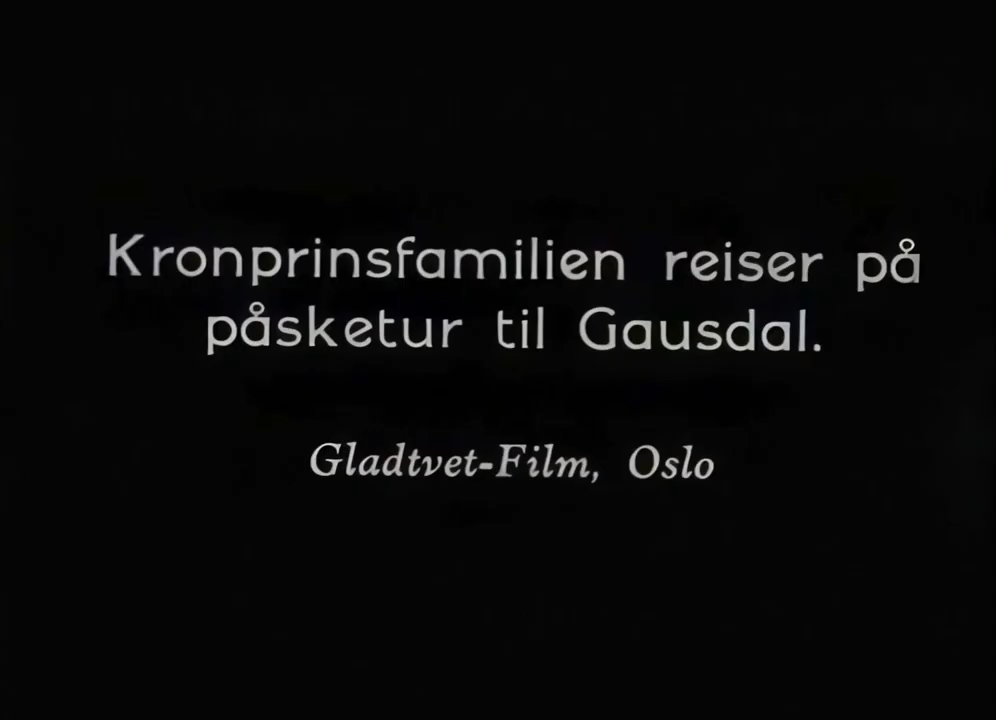 Kronprinsfamilien reiser på
påsketur til Gausdal.
Gladtvet-Film, Oslo